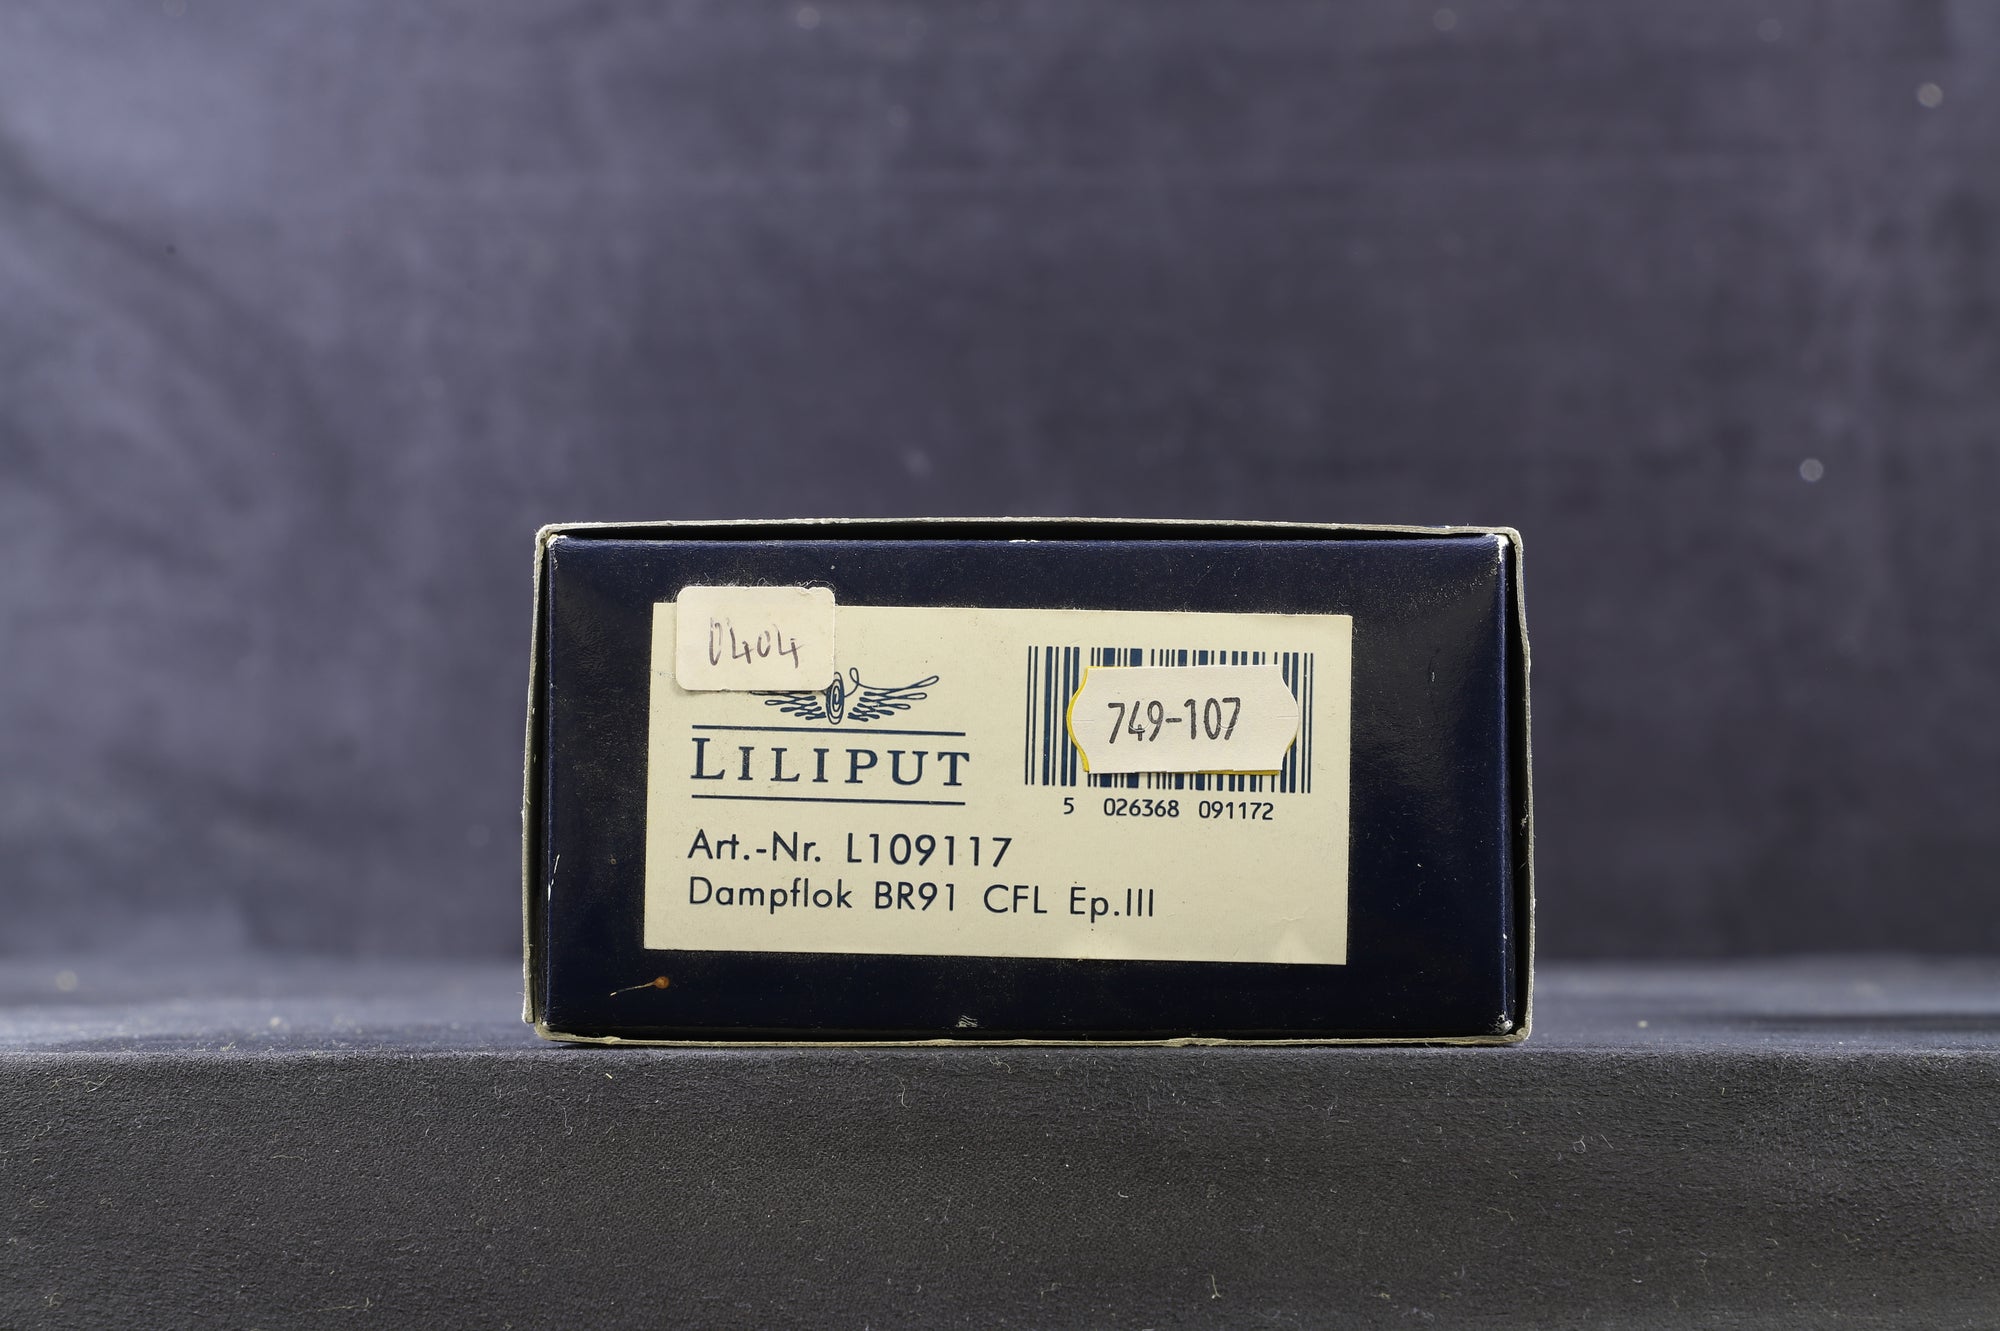 0404
LILIPUT
749-107
5 026368 091172
Art.-Nr. L109117
Dampflok BR91 CFL Ep.III